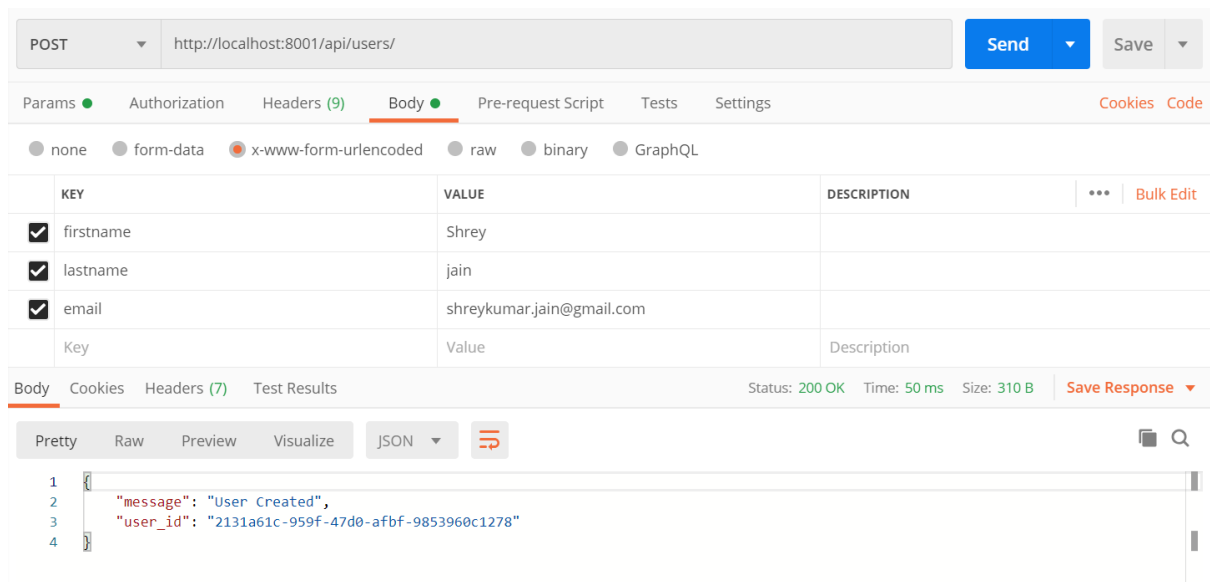 POST http://localhost:8001/api/users/ Send Save
Params Authorization Headers (9) Body Pre-request Script Tests Settings Cookies Code
none form-data x-www-form-urlencoded raw binary GraphQL
KEY VALUE DESCRIPTION ••• Bulk Edit
firstname Shrey
lastname jain
email shreykumar.jain@gmail.com
Key Value Description
Body Cookies Headers (7) Test Results Status: 200 OK Time: 50 ms Size: 310 B Save Response
Pretty Raw Preview Visualize JSON
1 {
2 "message": "User Created",
3 "user_id": "2131a61c-959f-47d0-afbf-9853960c1278"
4 }